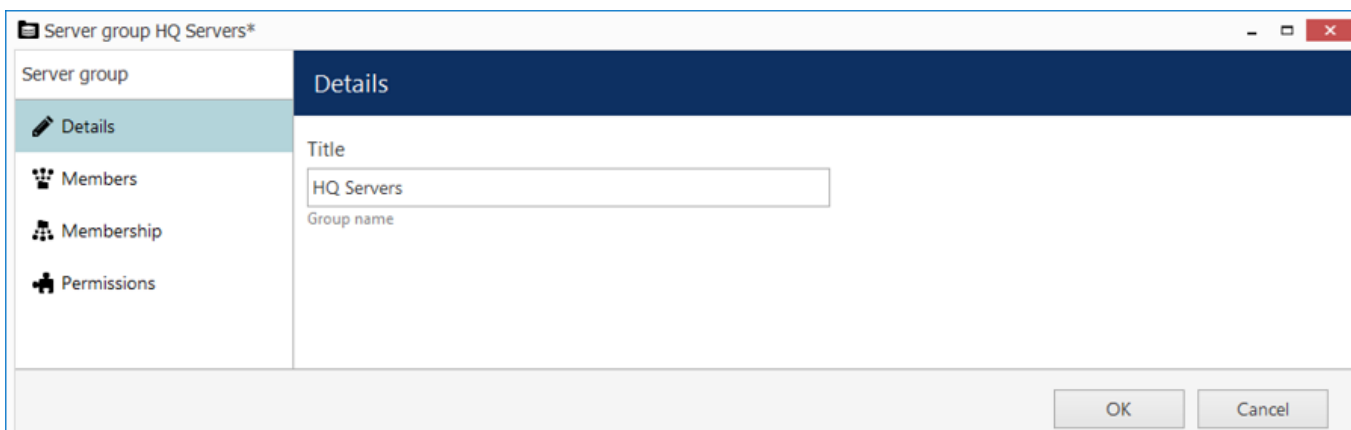 Server group HQ Servers*
Server group
Details
Members
Membership
Permissions
Details
Title
HQ Servers
Group name
OK
Cancel